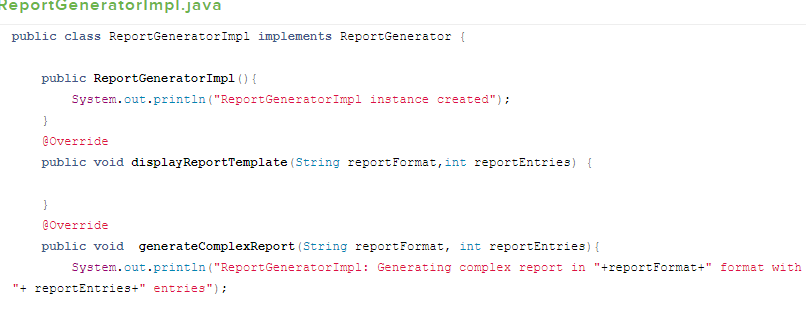 ReportGeneratorImpl.java
public class ReportGeneratorImpl implements ReportGenerator {
public ReportGeneratorImpl(){
System.out.println("ReportGeneratorImpl instance created");
}
@Override
public void displayReportTemplate(String reportFormat,int reportEntries) {
}
@Override
public void  generateComplexReport(String reportFormat, int reportEntries){
System.out.println("ReportGeneratorImpl: Generating complex report in "+reportFormat+" format with
"+ reportEntries+" entries");